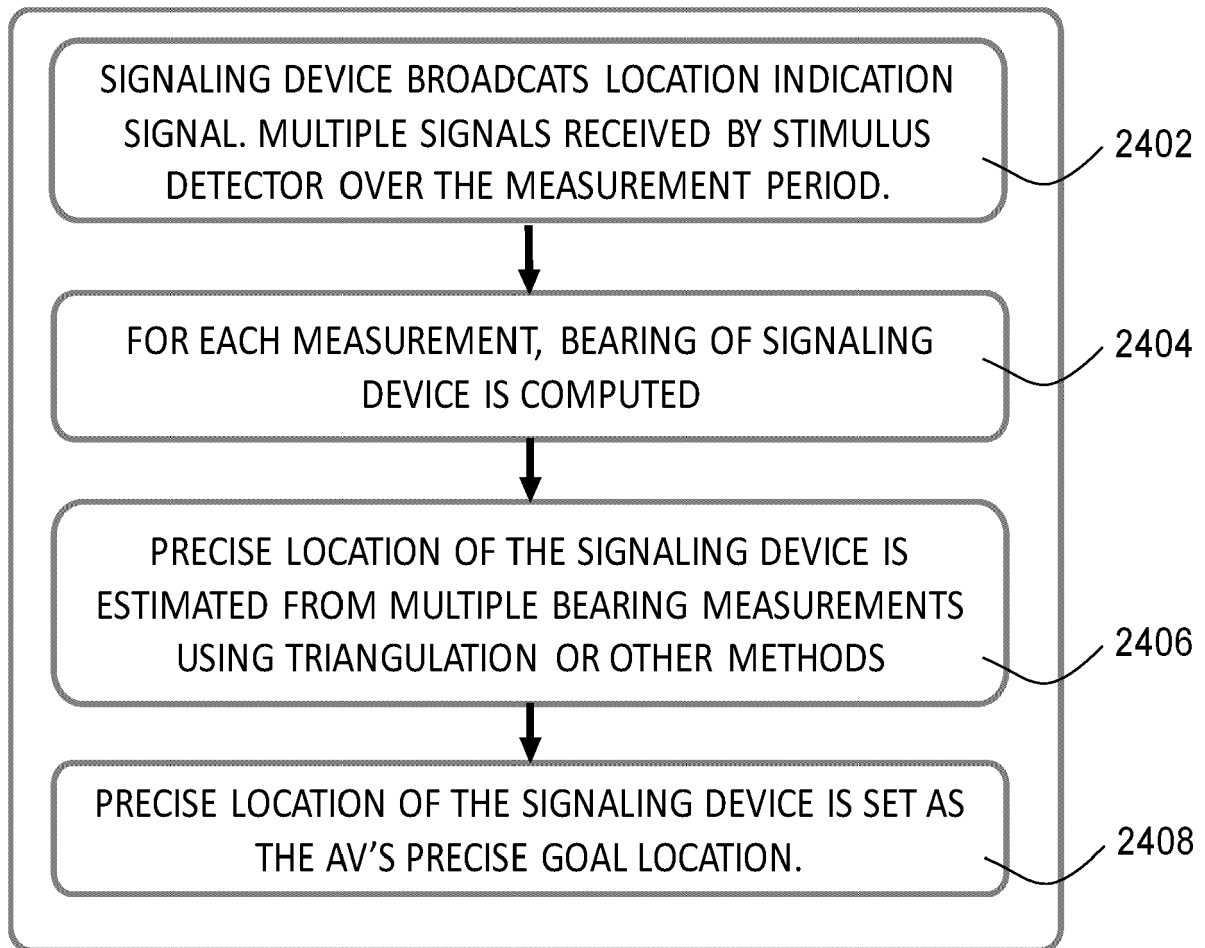 SIGNALING DEVICE BROADCATS LOCATION INDICATION
SIGNAL. MULTIPLE SIGNALS RECEIVED BY STIMULUS
DETECTOR OVER THE MEASUREMENT PERIOD.
2402
FOR EACH MEASUREMENT, BEARING OF SIGNALING
DEVICE IS COMPUTED
2404
PRECISE LOCATION OF THE SIGNALING DEVICE IS
ESTIMATED FROM MULTIPLE BEARING MEASUREMENTS
USING TRIANGULATION OR OTHER METHODS
2406
PRECISE LOCATION OF THE SIGNALING DEVICE IS SET AS
THE AV'S PRECISE GOAL LOCATION.
2408